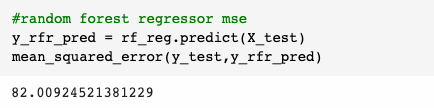 #random forest regressor mse
y_rfr_pred = rf_reg.predict(X_test)
mean_squared_error(y_test,y_rfr_pred)
82.00924521381229